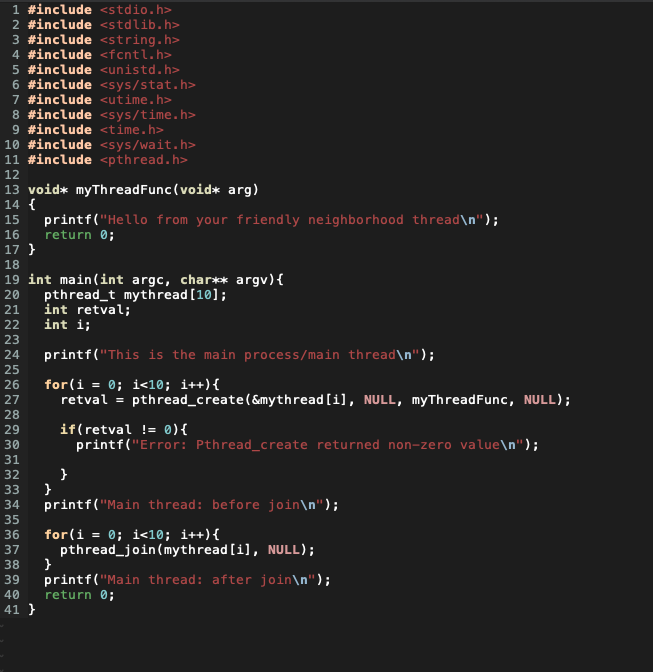 1 #include <stdio.h>
2 #include <stdlib.h>
3 #include <string.h>
4 #include <fcntl.h>
5 #include <unistd.h>
6 #include <sys/stat.h>
7 #include <utime.h>
8 #include <sys/time.h>
9 #include <time.h>
10 #include <sys/wait.h>
11 #include <pthread.h>
12
13 void* myThreadFunc(void* arg)
14 {
15   printf("Hello from your friendly neighborhood thread\n");
16   return 0;
17 }
18
19 int main(int argc, char** argv){
20   pthread_t mythread[10];
21   int retval;
22   int i;
23
24   printf("This is the main process/main thread\n");
25
26   for(i = 0; i<10; i++){
27     retval = pthread_create(&mythread[i], NULL, myThreadFunc, NULL);
28
29     if(retval != 0){
30       printf("Error: Pthread_create returned non-zero value\n");
31
32     }
33   }
34   printf("Main thread: before join\n");
35
36   for(i = 0; i<10; i++){
37     pthread_join(mythread[i], NULL);
38   }
39   printf("Main thread: after join\n");
40   return 0;
41 }